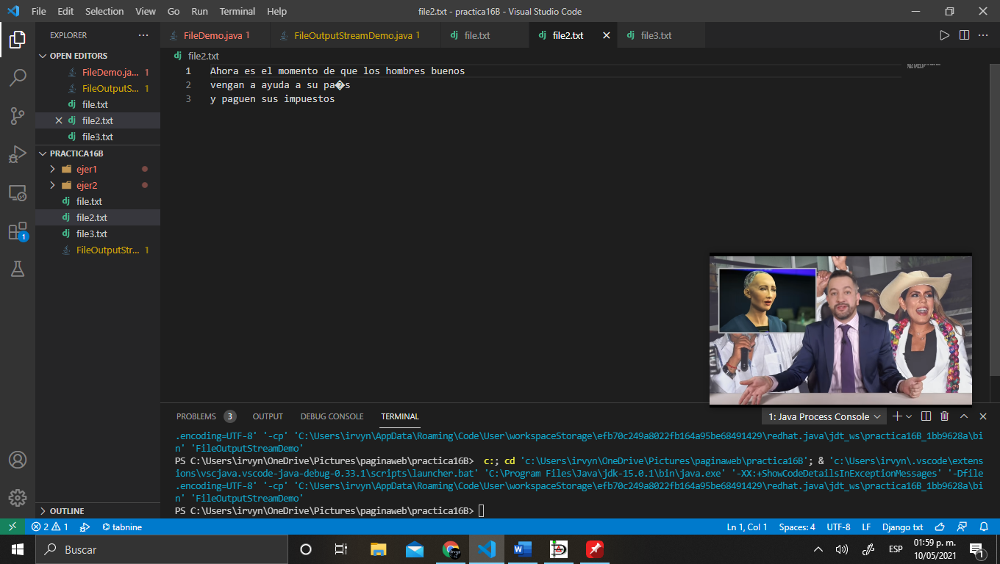 File Edit Selection View Go Run Terminal Help file2.txt - practica16B - Visual Studio Code
EXPLORER ···
OPEN EDITORS
FileDemo.ja... 1
FileOutputS... 1
file.txt
file2.txt
file3.txt
PRACTICA16B
ejer1
ejer2
file.txt
file2.txt
file3.txt
FileOutputStr... 1
OUTLINE
1
FileDemo.java 1 FileOutputStreamDemo.java 1 file.txt file2.txt file3.txt
dj file2.txt
1 Ahora es el momento de que los hombres buenos
2 vengan a ayuda a su pa�s
3 y paguen sus impuestos
PROBLEMS 3 OUTPUT DEBUG CONSOLE TERMINAL 1: Java Process Console
.encoding=UTF-8' '-cp' 'C:\Users\irvyn\AppData\Roaming\Code\User\workspaceStorage\efb70c249a8022fb164a95be68491429\redhat.java\jdt_ws\practica16B_1bb9628a\bi
n' 'FileOutputStreamDemo'
PS C:\Users\irvyn\OneDrive\Pictures\paginaweb\practica16B> c:; cd 'c:\Users\irvyn\OneDrive\Pictures\paginaweb\practica16B'; & 'c:\Users\irvyn\.vscode\extens
ions\vscjava.vscode-java-debug-0.33.1\scripts\launcher.bat' 'C:\Program Files\Java\jdk-15.0.1\bin\java.exe' '-XX:+ShowCodeDetailsInExceptionMessages' '-Dfile
.encoding=UTF-8' '-cp' 'C:\Users\irvyn\AppData\Roaming\Code\User\workspaceStorage\efb70c249a8022fb164a95be68491429\redhat.java\jdt_ws\practica16B_1bb9628a\bi
n' 'FileOutputStreamDemo'
PS C:\Users\irvyn\OneDrive\Pictures\paginaweb\practica16B>
2 1 tabnine Ln 1, Col 1 Spaces: 4 UTF-8 LF Django txt
Buscar ESP 01:59 p. m.
10/05/2021 1